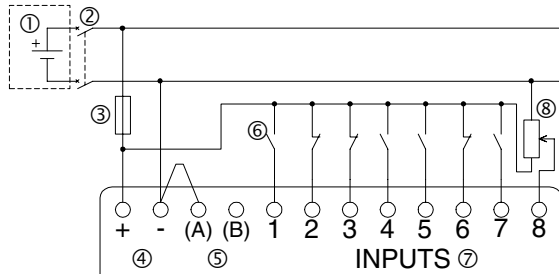 ① ②
+
③ ⑥ ⑧
+ - (A) (B) 1 2 3 4 5 6 7 8
④ ⑤ INPUTS ⑦